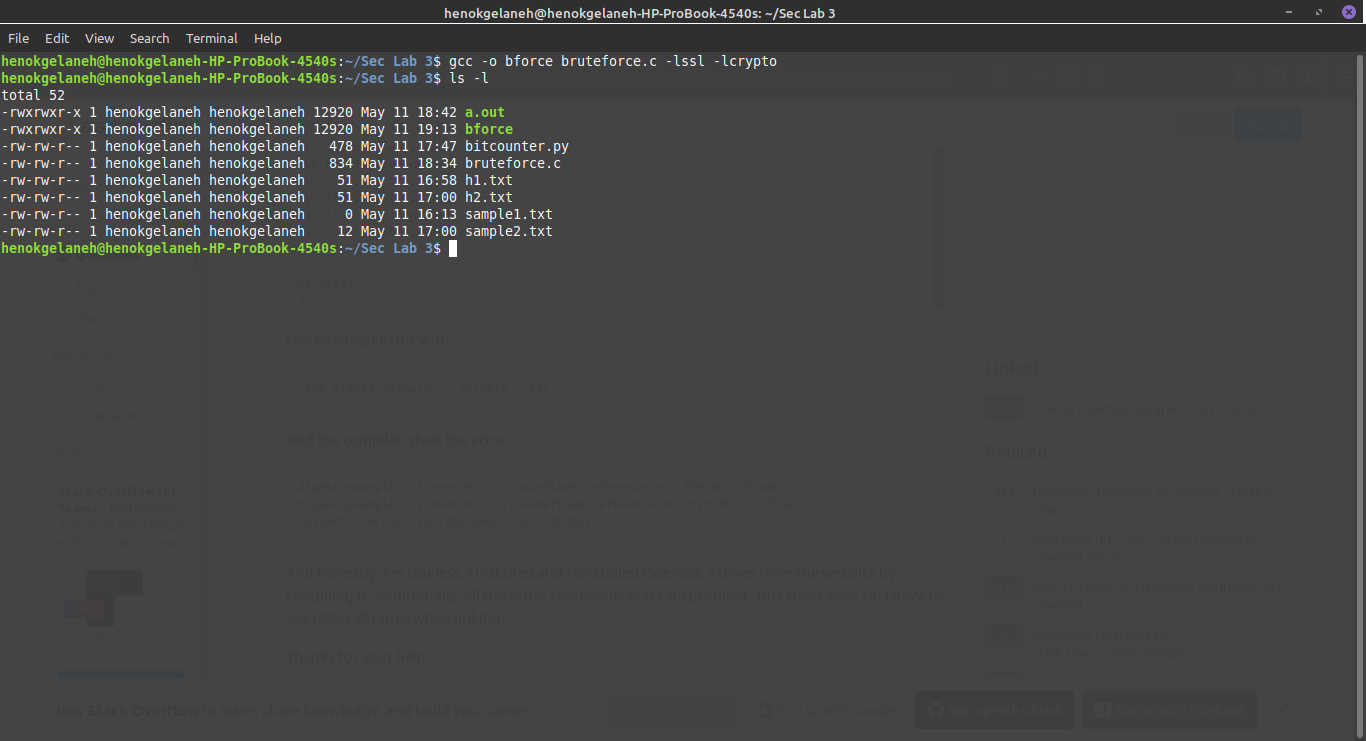 henokgelaneh@henokgelaneh-HP-ProBook-4540s: ~/Sec Lab 3
File Edit View Search Terminal Help
henokgelaneh@henokgelaneh-HP-ProBook-4540s:~/Sec Lab 3$ gcc -o bforce bruteforce.c -lssl -lcrypto
henokgelaneh@henokgelaneh-HP-ProBook-4540s:~/Sec Lab 3$ ls -l
total 52
-rwxrwxr-x 1 henokgelaneh henokgelaneh 12920 May 11 18:42 a.out
-rwxrwxr-x 1 henokgelaneh henokgelaneh 12920 May 11 19:13 bforce
-rw-rw-r-- 1 henokgelaneh henokgelaneh   478 May 11 17:47 bitcounter.py
-rw-rw-r-- 1 henokgelaneh henokgelaneh   834 May 11 18:34 bruteforce.c
-rw-rw-r-- 1 henokgelaneh henokgelaneh    51 May 11 16:58 h1.txt
-rw-rw-r-- 1 henokgelaneh henokgelaneh    51 May 11 17:00 h2.txt
-rw-rw-r-- 1 henokgelaneh henokgelaneh     0 May 11 16:13 sample1.txt
-rw-rw-r-- 1 henokgelaneh henokgelaneh    12 May 11 17:00 sample2.txt
henokgelaneh@henokgelaneh-HP-ProBook-4540s:~/Sec Lab 3$
Tags
Users
Jobs
Companies
I try to compile this with:
And the compiler gives the error:
Stack Overflow for
Teams
And honestly, I'm clueless. I installed and reinstalled OpenSSL 2 times from the website by
compiling it. Additionally, all the other commands make no problem. Just these two. Do I have to
use other libraries when linking?
Thanks for your help.
Linked
Related
Join Stack Overflow to learn, share knowledge, and build your career.
Sign up with Google
Sign up with GitHub
Sign up with Facebook